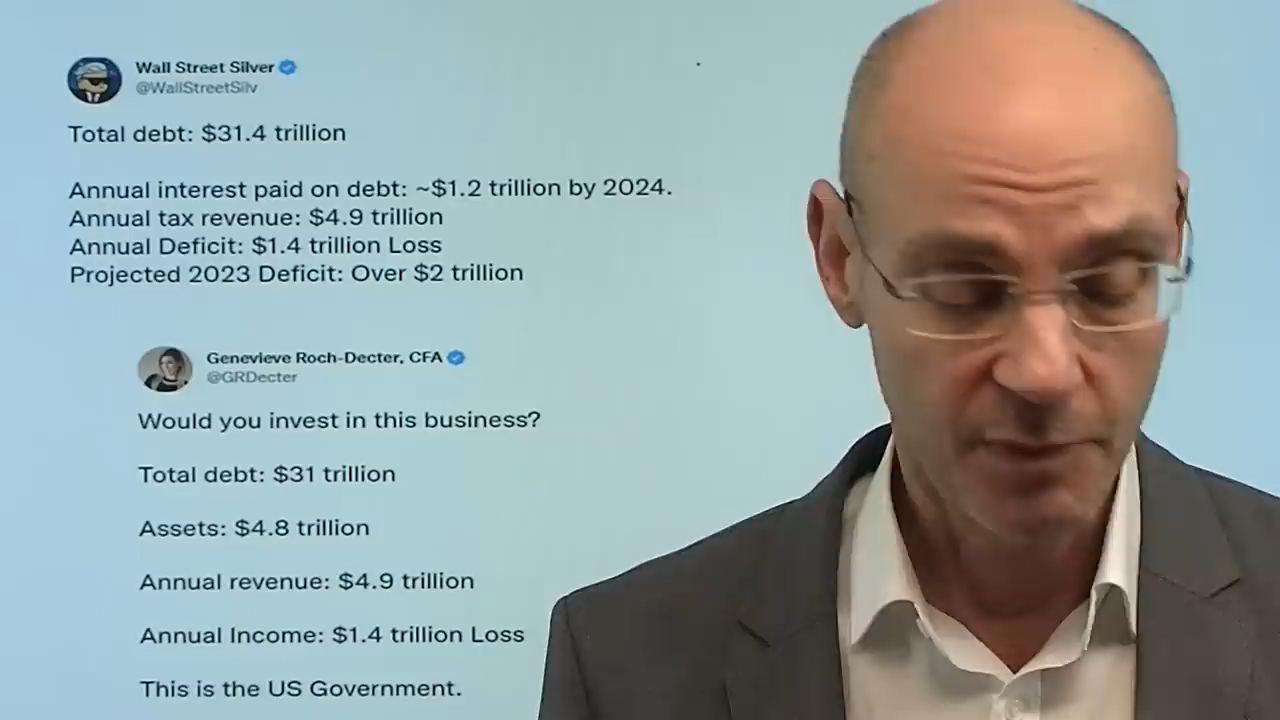 Wall Street Silver
@WallStreetSilv
Total debt: $31.4 trillion
Annual interest paid on debt: ~$1.2 trillion by 2024.
Annual tax revenue: $4.9 trillion
Annual Deficit: $1.4 trillion Loss
Projected 2023 Deficit: Over $2 trillion
Genevieve Roch-Decter, CFA
@GRDecter
Would you invest in this business?
Total debt: $31 trillion
Assets: $4.8 trillion
Annual revenue: $4.9 trillion
Annual Income: $1.4 trillion Loss
This is the US Government.